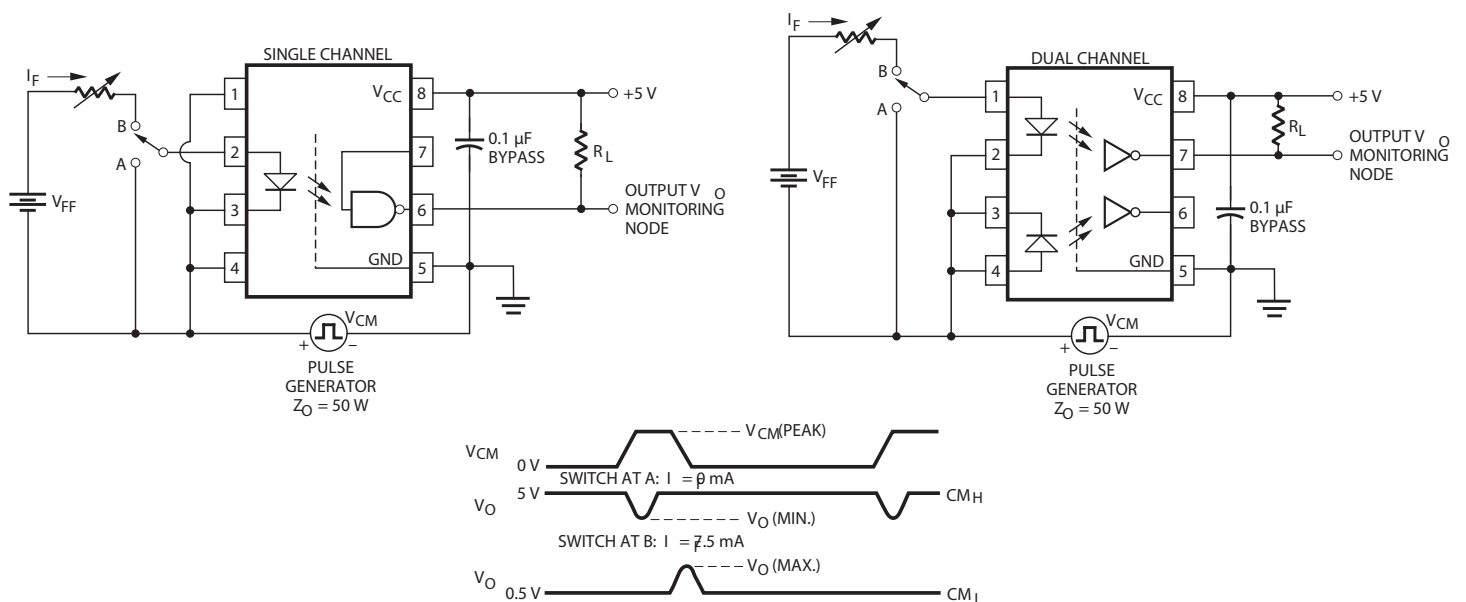 SINGLE CHANNEL
I F
B
A
V FF
1
2
3
4
V CC
8
7
6
GND
5
+5 V
0.1 µF
BYPASS
R L
OUTPUT V O
MONITORING
NODE
V CM
+
–
PULSE
GENERATOR
Z O = 50 W
DUAL CHANNEL
I F
B
A
V FF
1
2
3
4
V CC
8
7
6
GND
5
+5 V
R L
OUTPUT V O
MONITORING
NODE
0.1 µF
BYPASS
V CM
+
–
PULSE
GENERATOR
Z O = 50 W
V CM
0 V
V CM (PEAK)
SWITCH AT A: I F = 0 mA
V O
5 V
CM H
V O (MIN.)
SWITCH AT B: I F = 7.5 mA
V O
0.5 V
V O (MAX.)
CM L